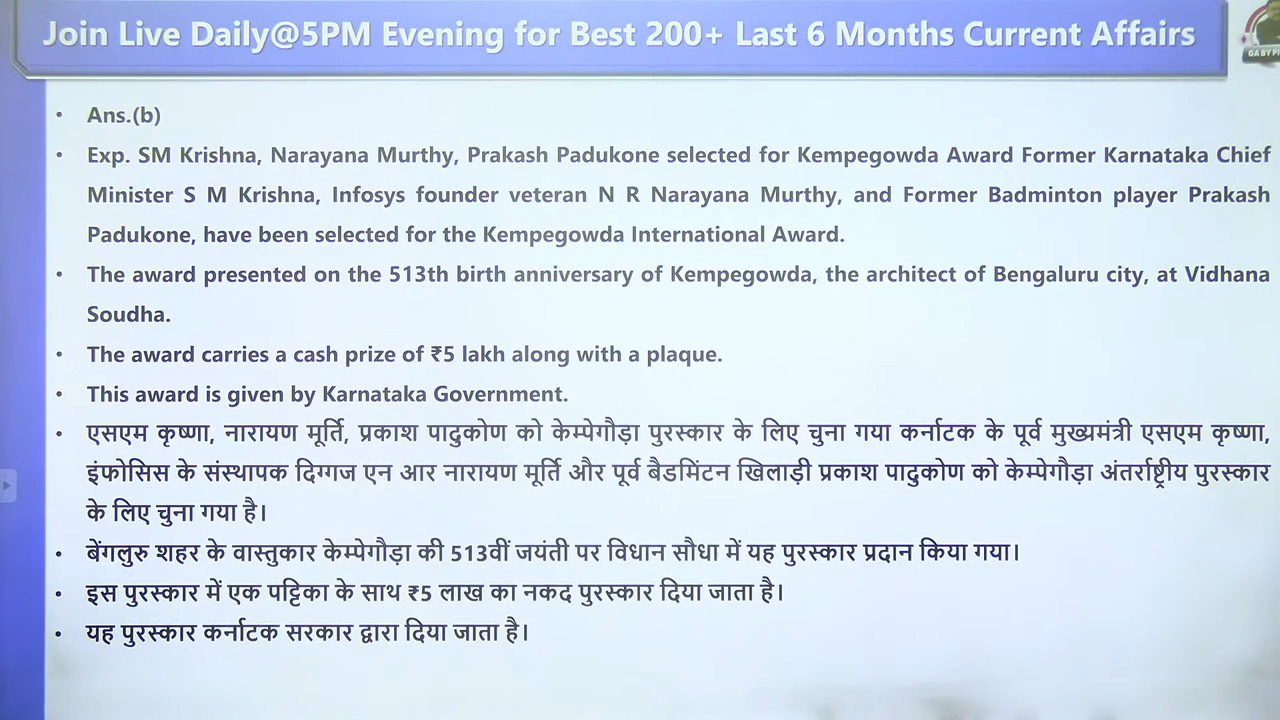 Join Live Daily@5PM Evening for Best 200+ Last 6 Months Current Affairs
• Ans.(b)
• Exp. SM Krishna, Narayana Murthy, Prakash Padukone selected for Kempegowda Award Former Karnataka Chief
Minister S M Krishna, Infosys founder veteran N R Narayana Murthy, and Former Badminton player Prakash
Padukone, have been selected for the Kempegowda International Award.
• The award presented on the 513th birth anniversary of Kempegowda, the architect of Bengaluru city, at Vidhana
Soudha.
• The award carries a cash prize of ₹5 lakh along with a plaque.
• This award is given by Karnataka Government.
• एसएम कृष्णा, नारायण मूर्ति, प्रकाश पादुकोण को केम्पेगौड़ा पुरस्कार के लिए चुना गया कर्नाटक के पूर्व मुख्यमंत्री एसएम कृष्णा,
इंफोसिस के संस्थापक दिग्गज एन आर नारायण मूर्ति और पूर्व बैडमिंटन खिलाड़ी प्रकाश पादुकोण को केम्पेगौड़ा अंतर्राष्ट्रीय पुरस्कार
के लिए चुना गया है।
• बेंगलुरु शहर के वास्तुकार केम्पेगौड़ा की 513वीं जयंती पर विधान सौधा में यह पुरस्कार प्रदान किया गया।
• इस पुरस्कार में एक पट्टिका के साथ ₹5 लाख का नकद पुरस्कार दिया जाता है।
• यह पुरस्कार कर्नाटक सरकार द्वारा दिया जाता है।